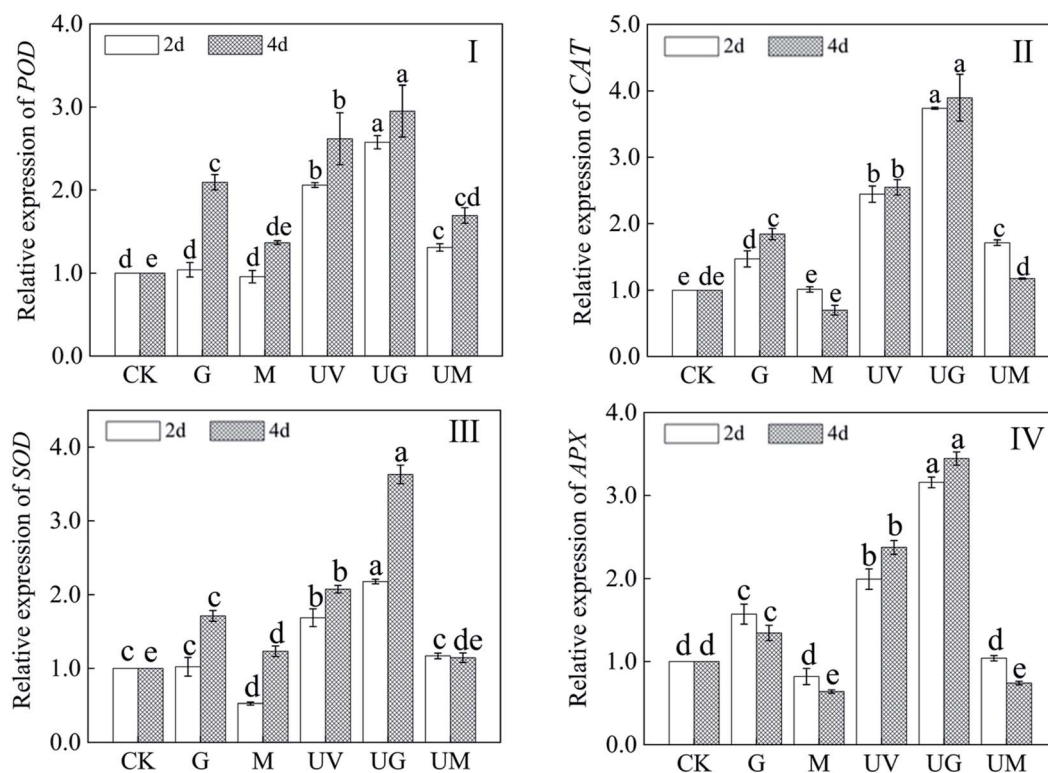 4.0
2d
4d
I
a
b
a
3.0
c
b
2.0
cd
de
c
d e
d
d
1.0
0.0
CK
G
M
UV
UG
UM
Relative expression of POD
5.0
2d
4d
II
a
a
4.0
3.0
b b
c
c
2.0
d
d
e de
e
e
1.0
0.0
CK
G
M
UV
UG
UM
Relative expression of CAT
2d
4d
III
4.0
a
3.0
a
b
b
c
2.0
d
c e
c
c de
1.0
d
0.0
CK
G
M
UV
UG
UM
Relative expression of SOD
4.0
2d
4d
IV
a
a
3.0
b
b
c
2.0
c
d d
d
d
1.0
e
e
0.0
CK
G
M
UV
UG
UM
Relative expression of APX